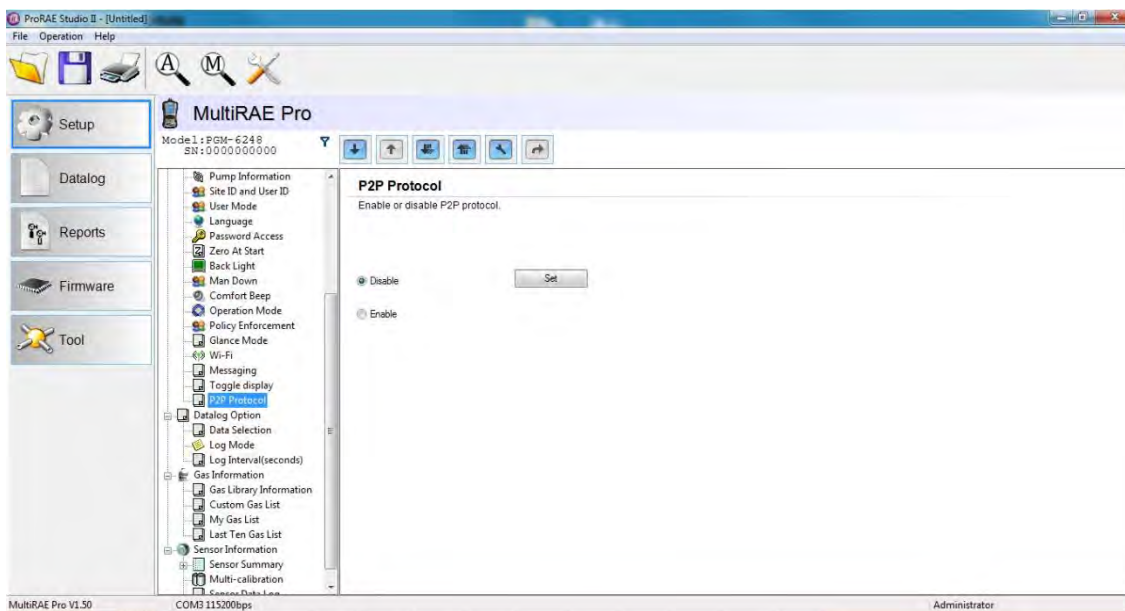 ProRAE Studio II - [Untitled]
File Operation Help
A M
Setup
Datalog
Reports
Firmware
Tool
MultiRAE Pro
Model:PGM-6248
SN:0000000000
Pump Information
Site ID and User ID
User Mode
Language
Password Access
Zero At Start
Back Light
Man Down
Comfort Beep
Operation Mode
Policy Enforcement
Glance Mode
Wi-Fi
Messaging
Toggle display
P2P Protocol
Datalog Option
Data Selection
Log Mode
Log Interval(seconds)
Gas Information
Gas Library Information
Custom Gas List
My Gas List
Last Ten Gas List
Sensor Information
Sensor Summary
Multi-calibration
Sensor Data Log
P2P Protocol
Enable or disable P2P protocol.
Disable
Set
Enable
MultiRAE Pro V1.50
COM3 115200bps
Administrator